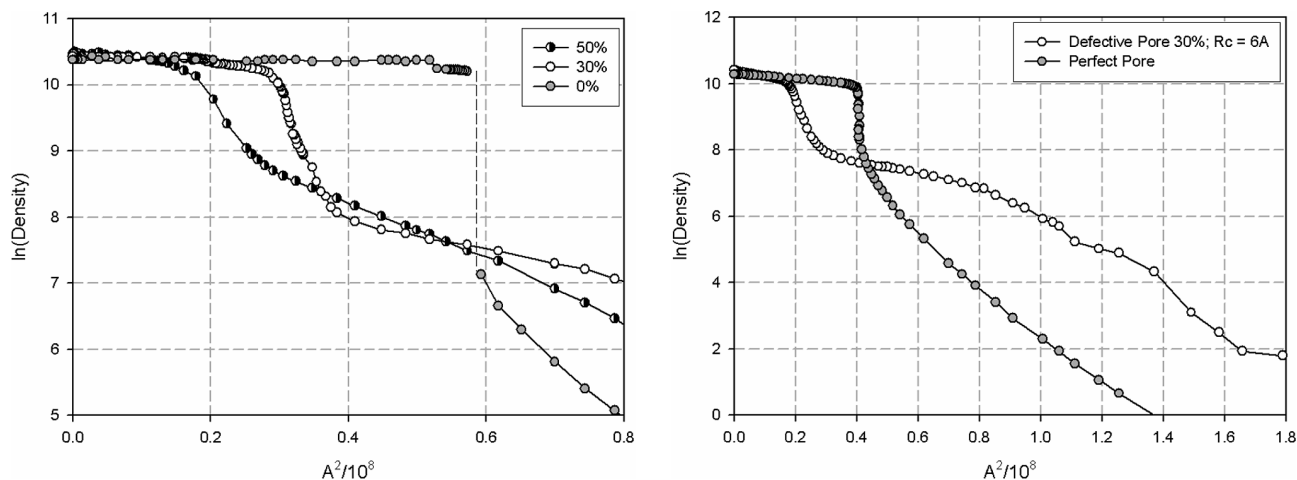 11
10
9
8
7
6
5
ln(Density)
0.0 0.2 0.4 0.6 0.8
A²/10⁸
50%
30%
0%
12
10
8
6
4
2
0
ln(Density)
0.0 0.2 0.4 0.6 0.8 1.0 1.2 1.4 1.6 1.8
A²/10⁸
Defective Pore 30%; Rc = 6A
Perfect Pore